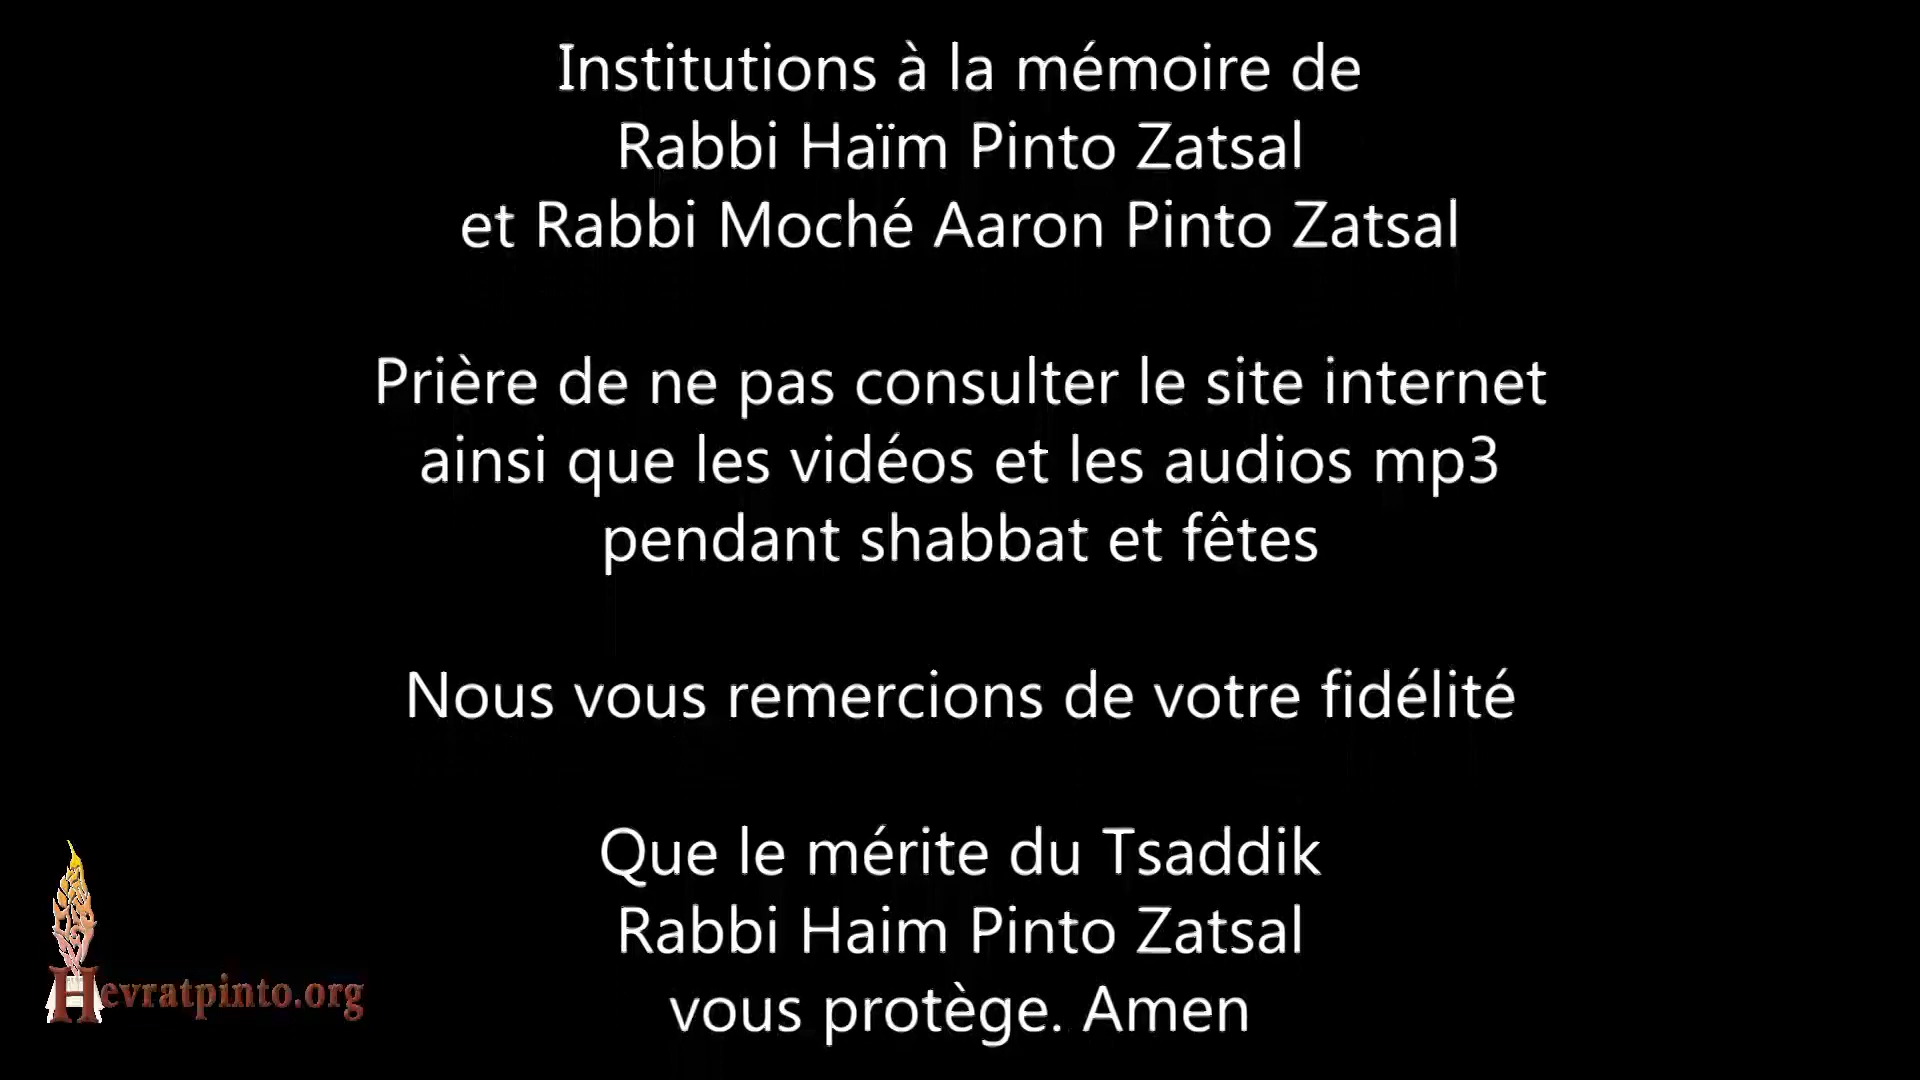 Institutions à la mémoire de
Rabbi Haïm Pinto Zatsal
et Rabbi Moché Aaron Pinto Zatsal
Prière de ne pas consulter le site internet
ainsi que les vidéos et les audios mp3
pendant shabbat et fêtes
Nous vous remercions de votre fidélité
Que le mérite du Tsaddik
Rabbi Haim Pinto Zatsal
vous protège. Amen
Hevratpinto.org